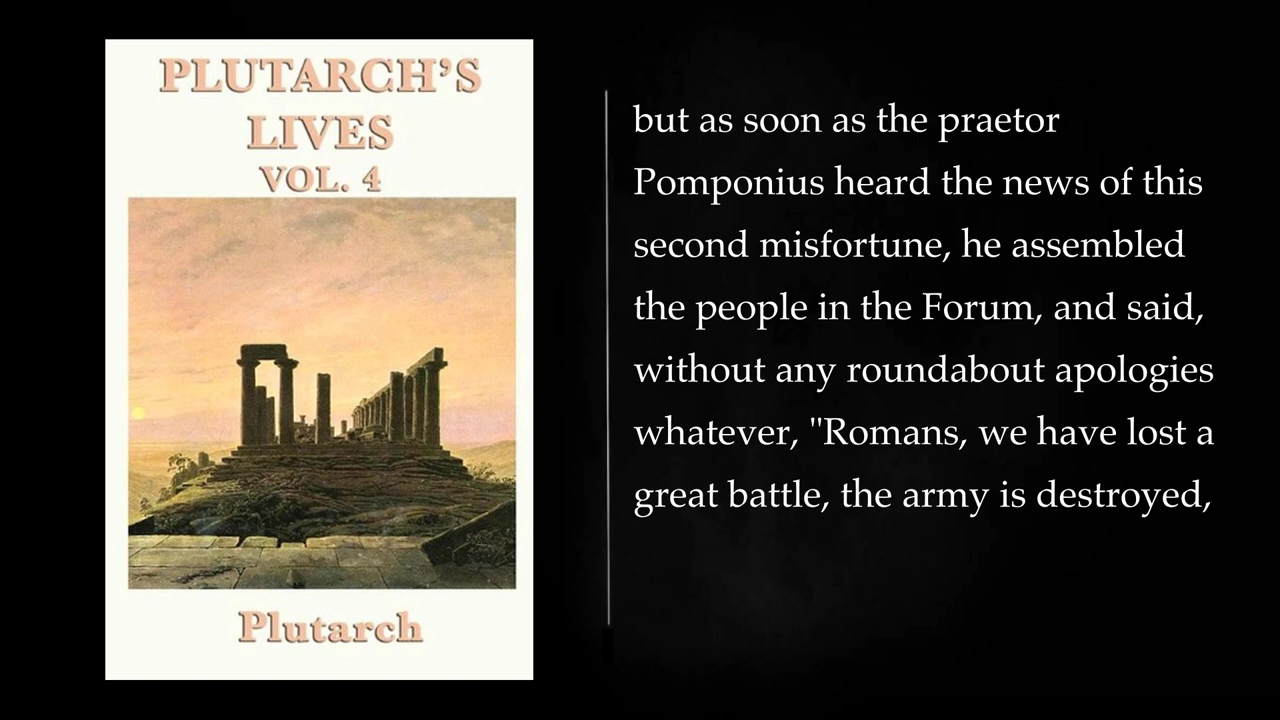 PLUTARCH'S
LIVES
VOL. 4
Plutarch
but as soon as the praetor
Pomponius heard the news of this
second misfortune, he assembled
the people in the Forum, and said,
without any roundabout apologies
whatever, "Romans, we have lost a
great battle, the army is destroyed,